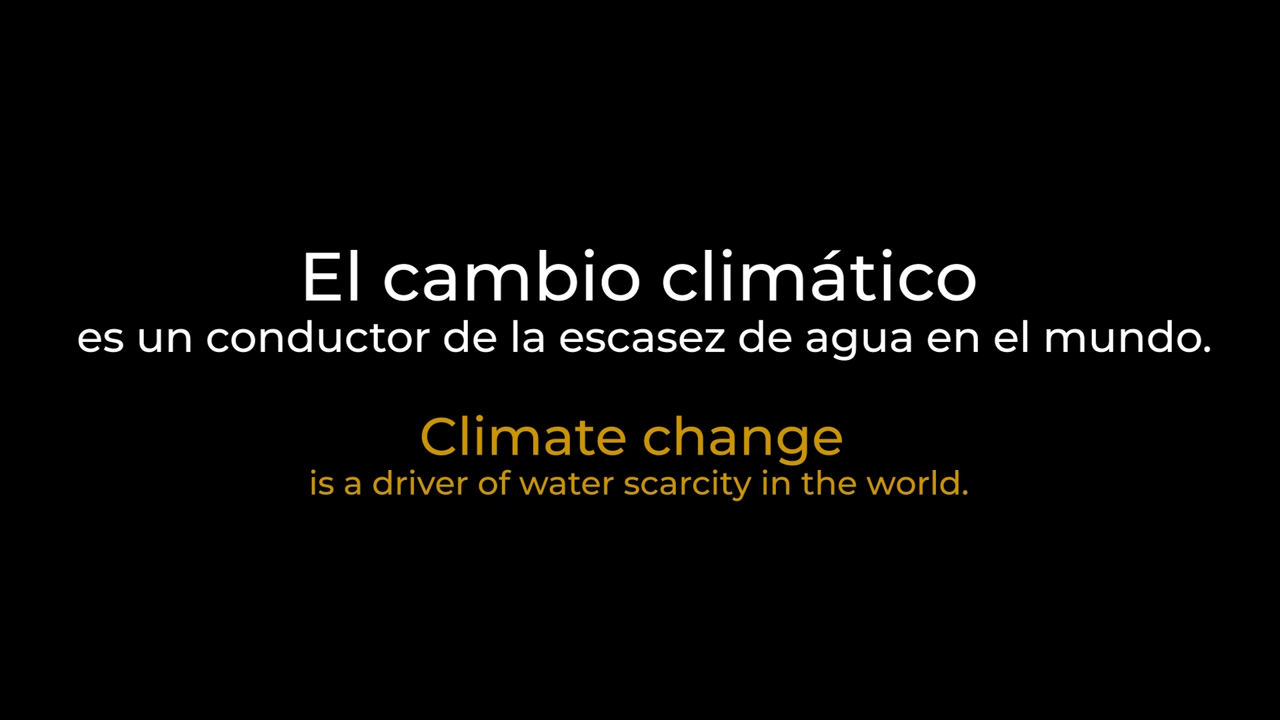 El cambio climático
es un conductor de la escasez de agua en el mundo.
Climate change
is a driver of water scarcity in the world.